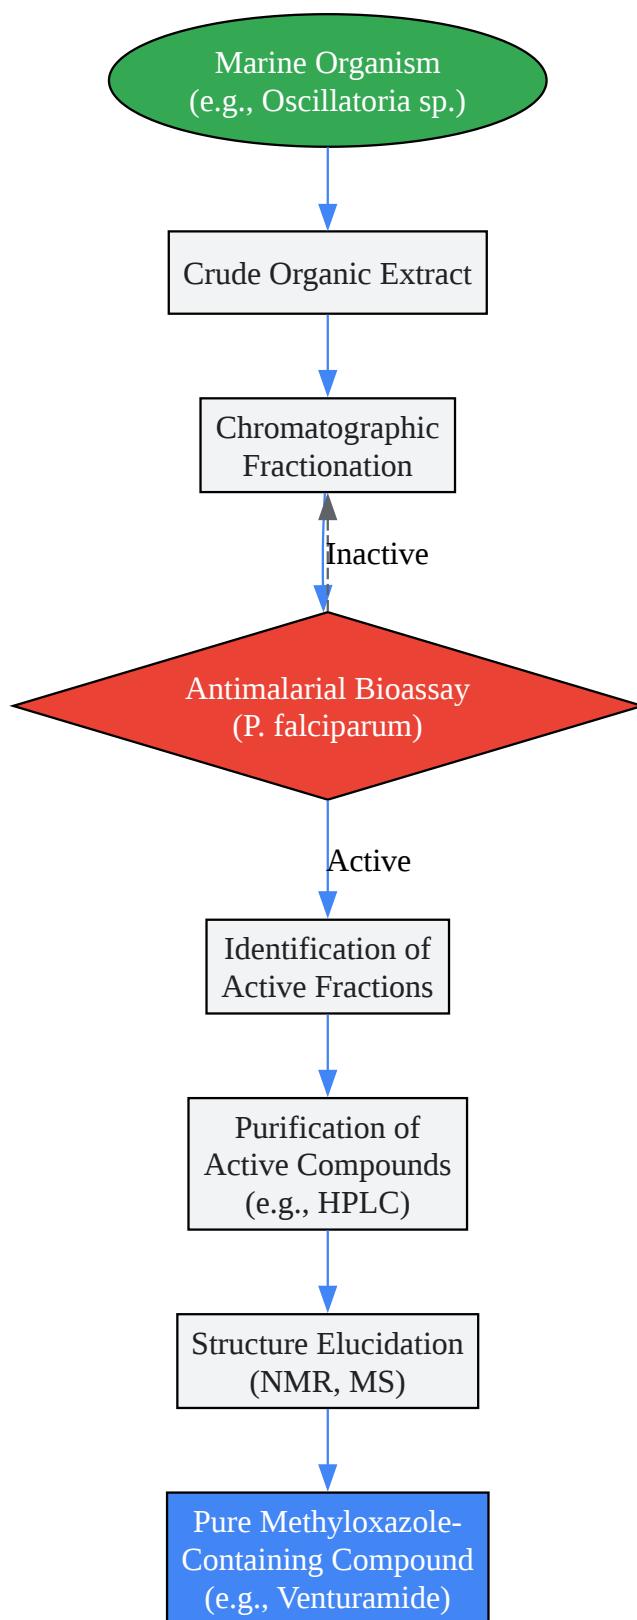 Marine Organism
(e.g., Oscillatoria sp.)
Crude Organic Extract
Chromatographic
Fractionation
Inactive
Antimalarial Bioassay
(P. falciparum)
Active
Identification of
Active Fractions
Purification of
Active Compounds
(e.g., HPLC)
Structure Elucidation
(NMR, MS)
Pure Methyloxazole-
Containing Compound
(e.g., Venturamide)